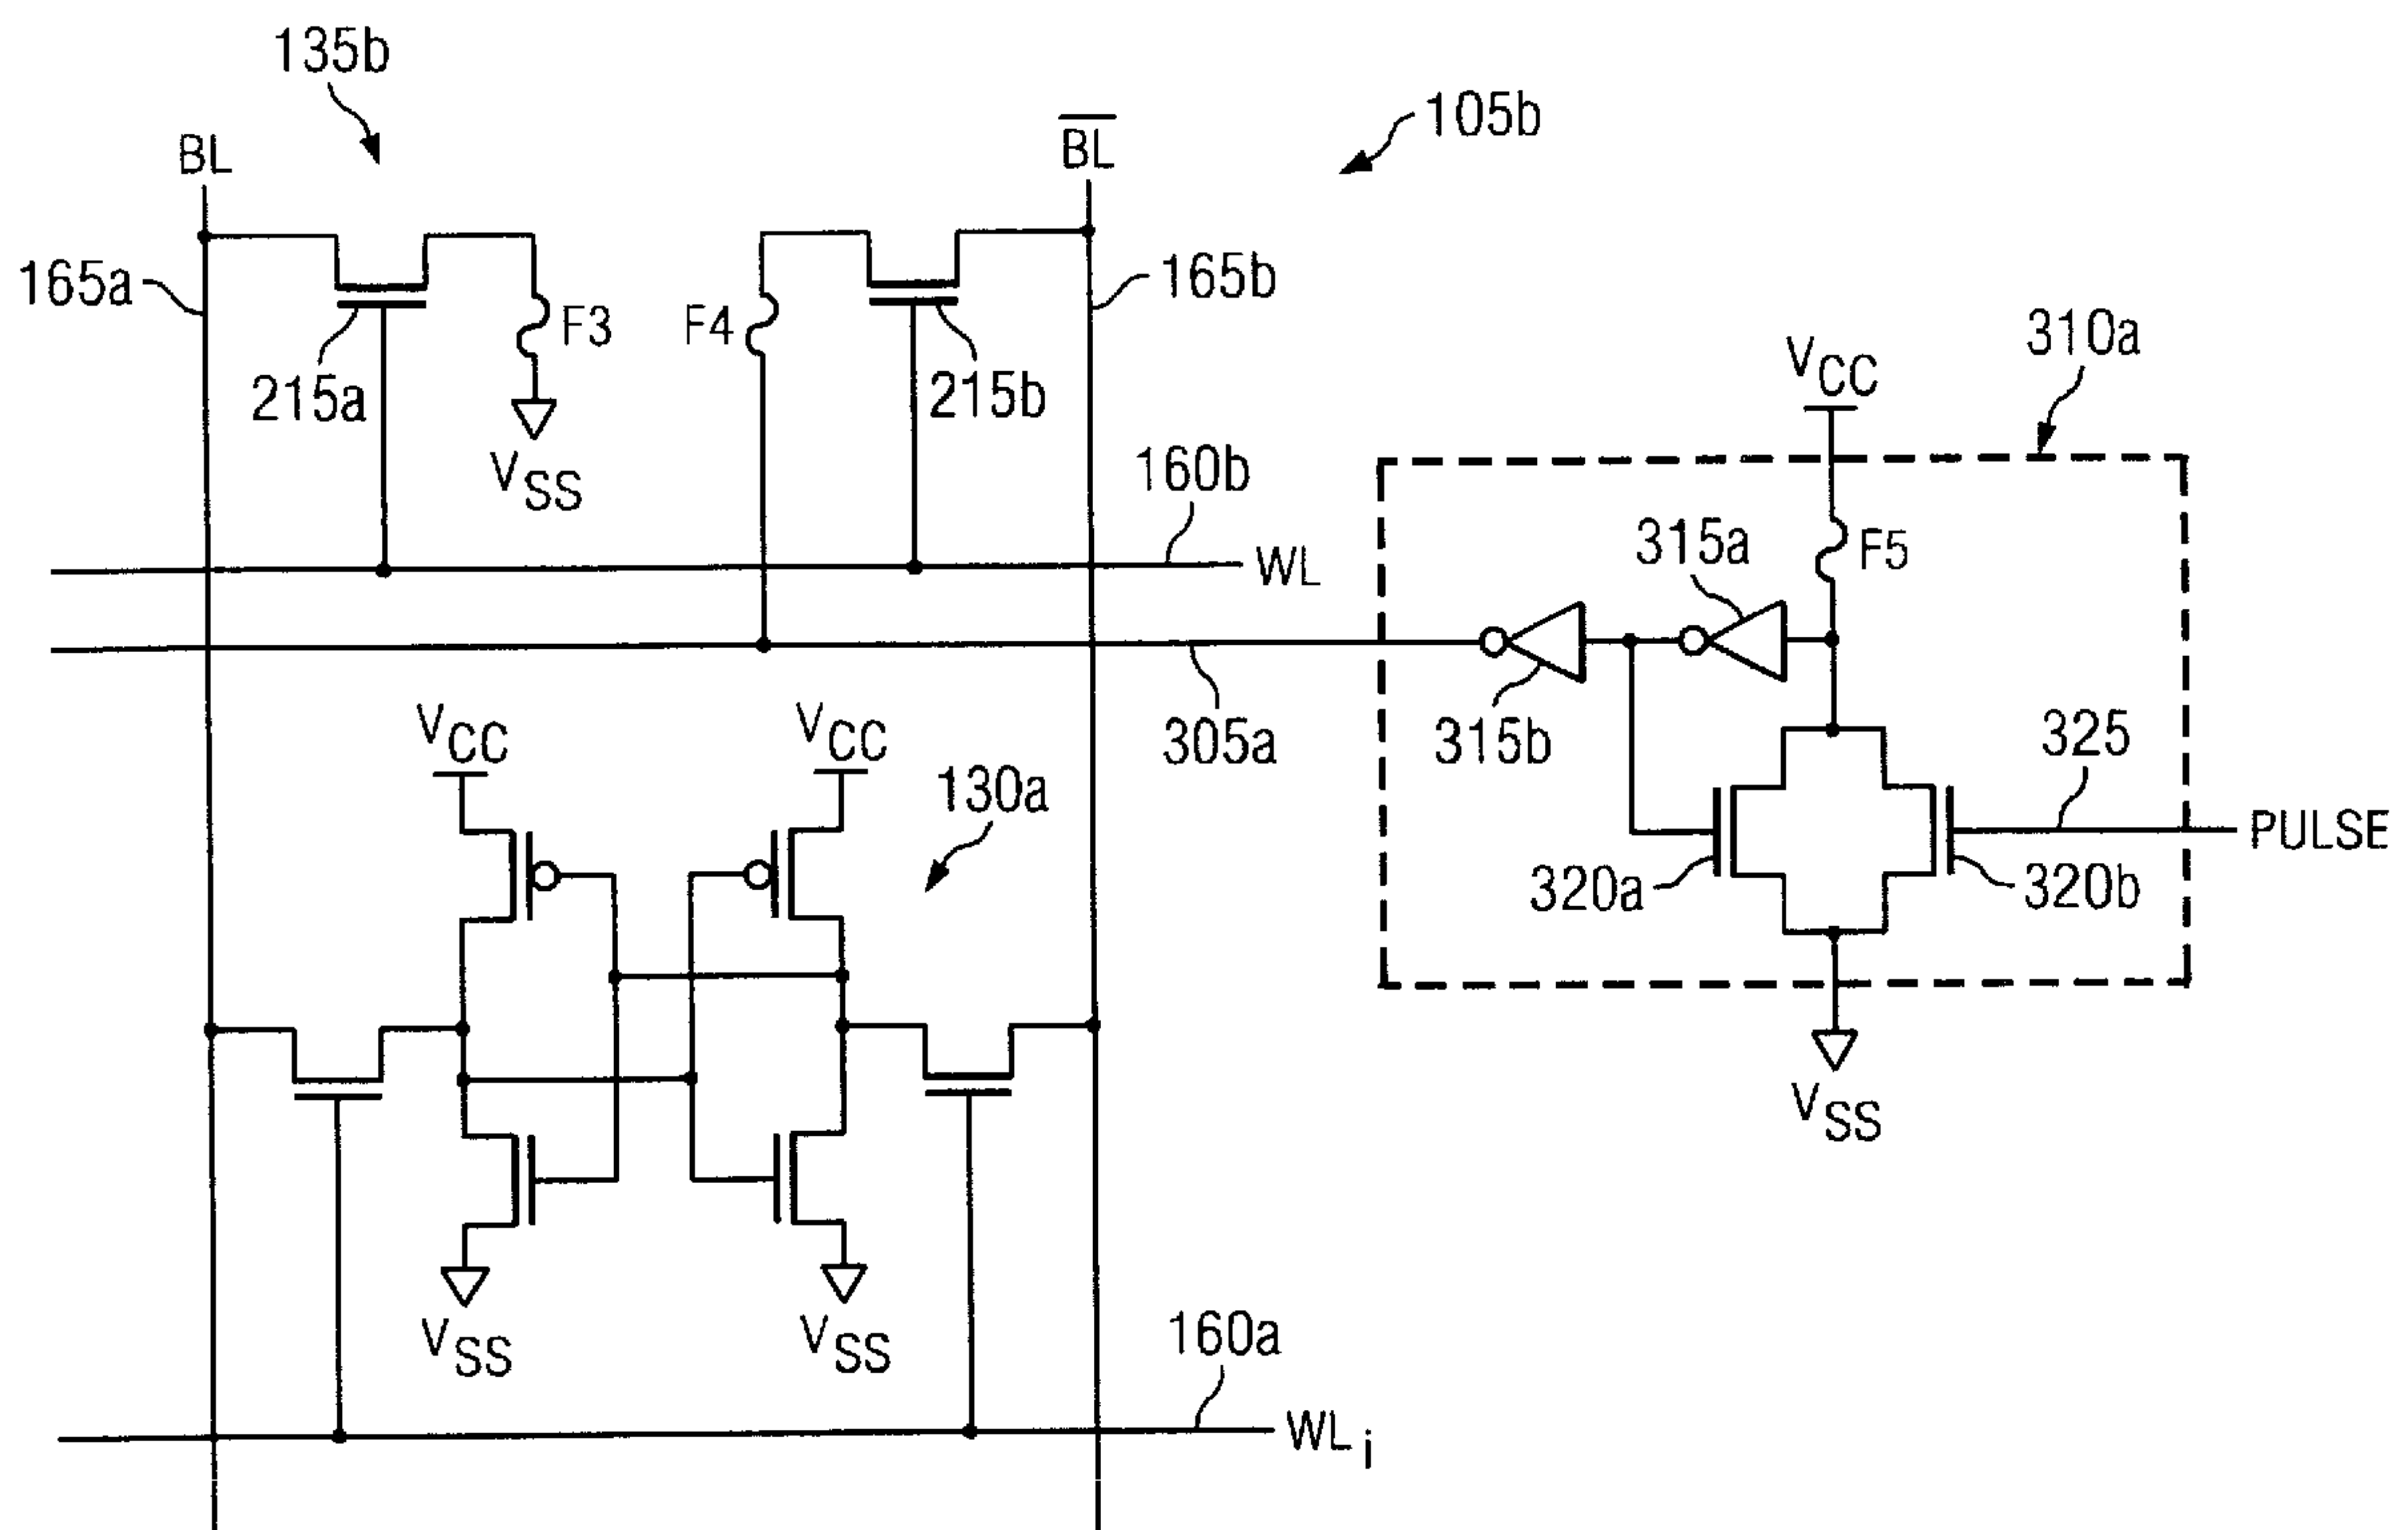 135b
105b
BL
B̅L̅
165a
165b
F3
F4
215a
215b
VSS
160b
WL
VCC
310a
315a
F5
315b
305a
325
PULSE
320a
320b
VSS
VCC
VCC
130a
VSS
VSS
160a
WLi